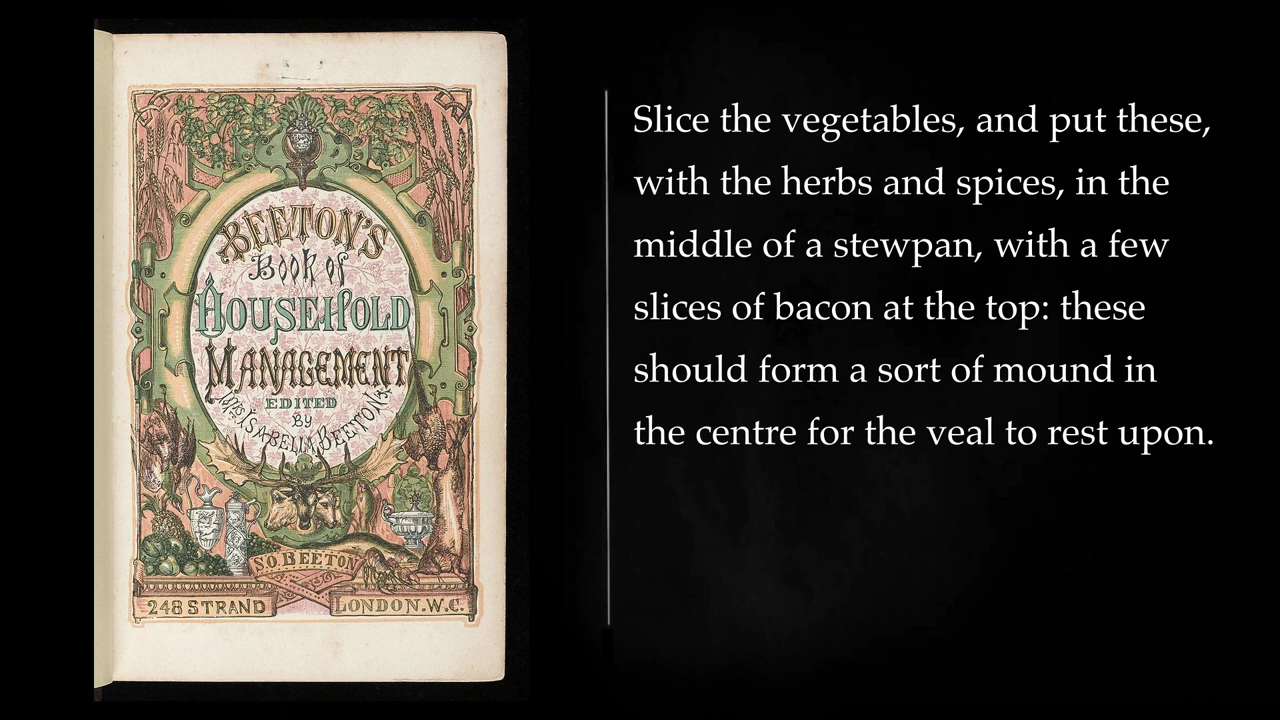 BEETON'S
Book of
HOUSEHOLD
MANAGEMENT
EDITED
BY
MRS ISABELLA BEETON
S.O. BEETON
248 STRAND
LONDON. W.C.
Slice the vegetables, and put these,
with the herbs and spices, in the
middle of a stewpan, with a few
slices of bacon at the top: these
should form a sort of mound in
the centre for the veal to rest upon.